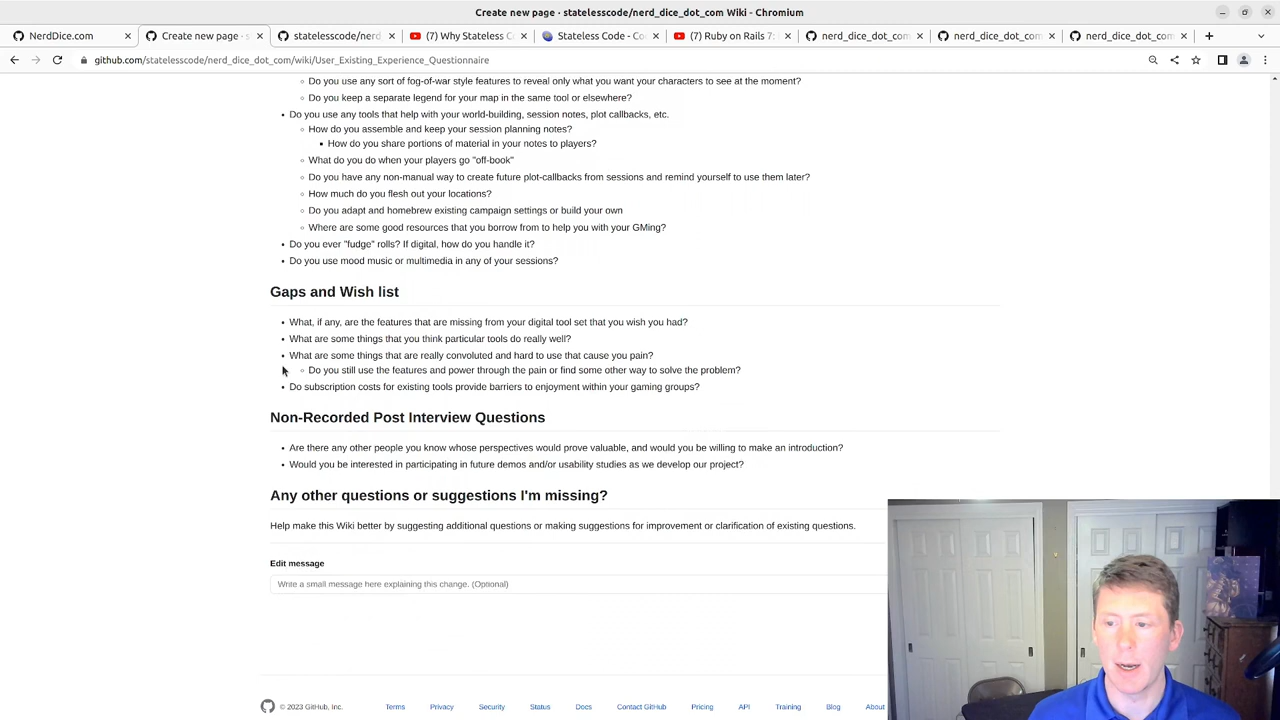 Create new page · statelesscode/nerd_dice_dot_com Wiki - Chromium
NerdDice.com
Create new page · s
statelesscode/nerd
(7) Why Stateless C
Stateless Code - Co
(7) Ruby on Rails 7:
nerd_dice_dot_com
nerd_dice_dot_com
nerd_dice_dot_com
github.com/statelesscode/nerd_dice_dot_com/wiki/User_Existing_Experience_Questionnaire
Do you use any sort of fog-of-war style features to reveal only what you want your characters to see at the moment?
Do you keep a separate legend for your map in the same tool or elsewhere?
Do you use any tools that help with your world-building, session notes, plot callbacks, etc.
How do you assemble and keep your session planning notes?
How do you share portions of material in your notes to players?
What do you do when your players go "off-book"
Do you have any non-manual way to create future plot-callbacks from sessions and remind yourself to use them later?
How much do you flesh out your locations?
Do you adapt and homebrew existing campaign settings or build your own
Where are some good resources that you borrow from to help you with your GMing?
Do you ever "fudge" rolls? If digital, how do you handle it?
Do you use mood music or multimedia in any of your sessions?
Gaps and Wish list
What, if any, are the features that are missing from your digital tool set that you wish you had?
What are some things that you think particular tools do really well?
What are some things that are really convoluted and hard to use that cause you pain?
Do you still use the features and power through the pain or find some other way to solve the problem?
Do subscription costs for existing tools provide barriers to enjoyment within your gaming groups?
Non-Recorded Post Interview Questions
Are there any other people you know whose perspectives would prove valuable, and would you be willing to make an introduction?
Would you be interested in participating in future demos and/or usability studies as we develop our project?
Any other questions or suggestions I'm missing?
Help make this Wiki better by suggesting additional questions or making suggestions for improvement or clarification of existing questions.
Edit message
Write a small message here explaining this change. (Optional)
© 2023 GitHub, Inc.
Terms
Privacy
Security
Status
Docs
Contact GitHub
Pricing
API
Training
Blog
About